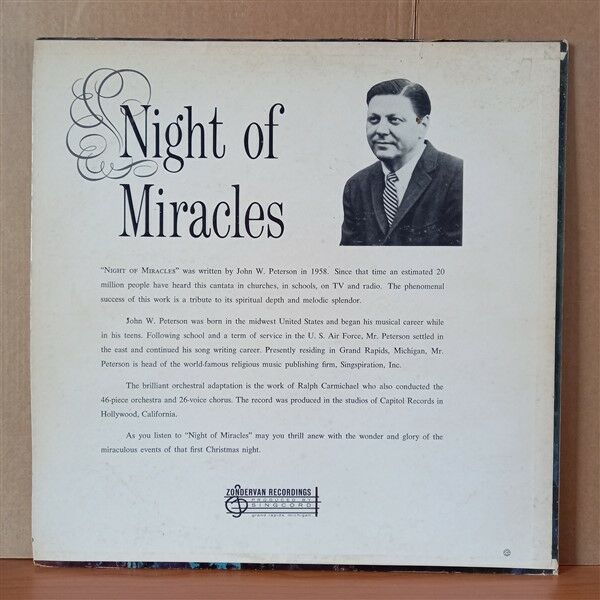 Night of
Miracles
"NIGHT OF MIRACLES" was written by John W. Peterson in 1958. Since that time an estimated 20
million people have heard this cantata in churches, in schools, on TV and radio. The phenomenal
success of this work is a tribute to its spiritual depth and melodic splendor.
John W. Peterson was born in the midwest United States and began his musical career while
in his teens. Following school and a term of service in the U. S. Air Force, Mr. Peterson settled in
the east and continued his song writing career. Presently residing in Grand Rapids, Michigan, Mr.
Peterson is head of the world-famous religious music publishing firm, Singspiration, Inc.
The brilliant orchestral adaptation is the work of Ralph Carmichael who also conducted the
46-piece orchestra and 26-voice chorus. The record was produced in the studios of Capitol Records in
Hollywood, California.
As you listen to "Night of Miracles" may you thrill anew with the wonder and glory of the
miraculous events of that first Christmas night.
ZONDERVAN RECORDINGS
PRODUCED BY
SINGCORD
grand rapids, michigan